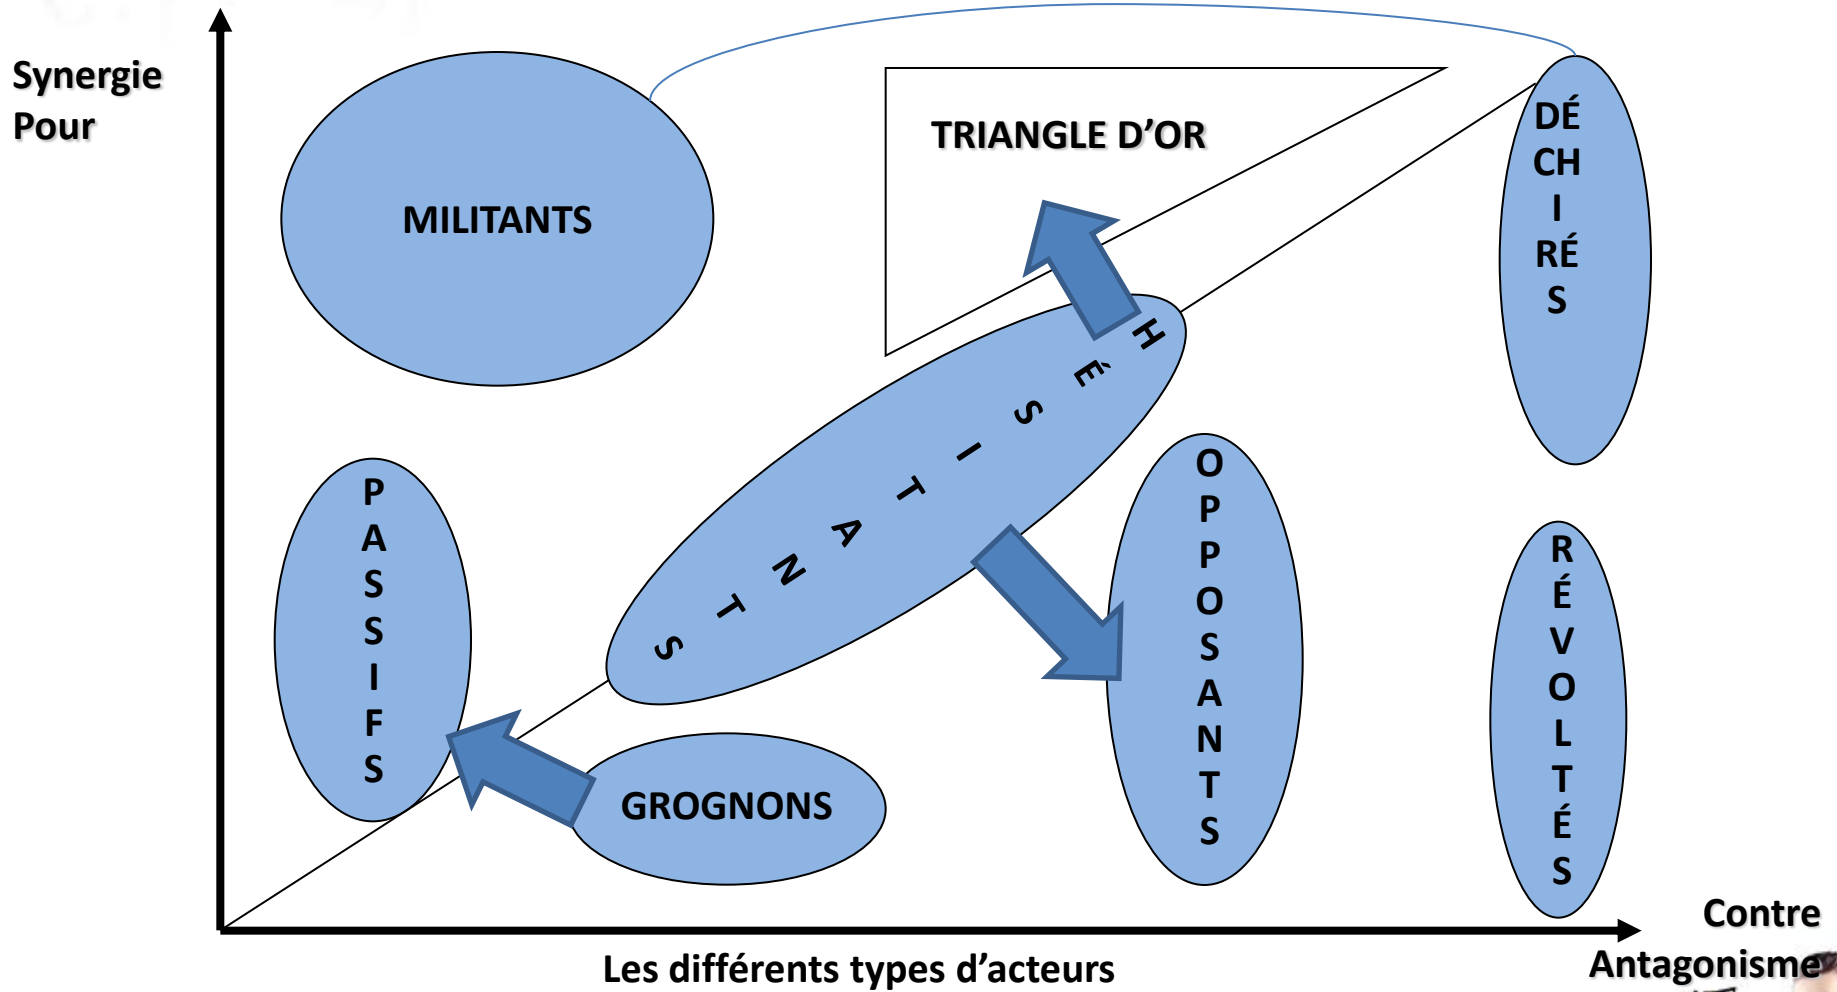 Synergie
Pour
MILITANTS
TRIANGLE D’OR
DÉ
CH
I
RÉ
S
HÉSITANTS
PASSIFS
OPPOSANTS
RÉVOLTÉS
GROGNONS
Contre
Antagonisme
Les différents types d’acteurs